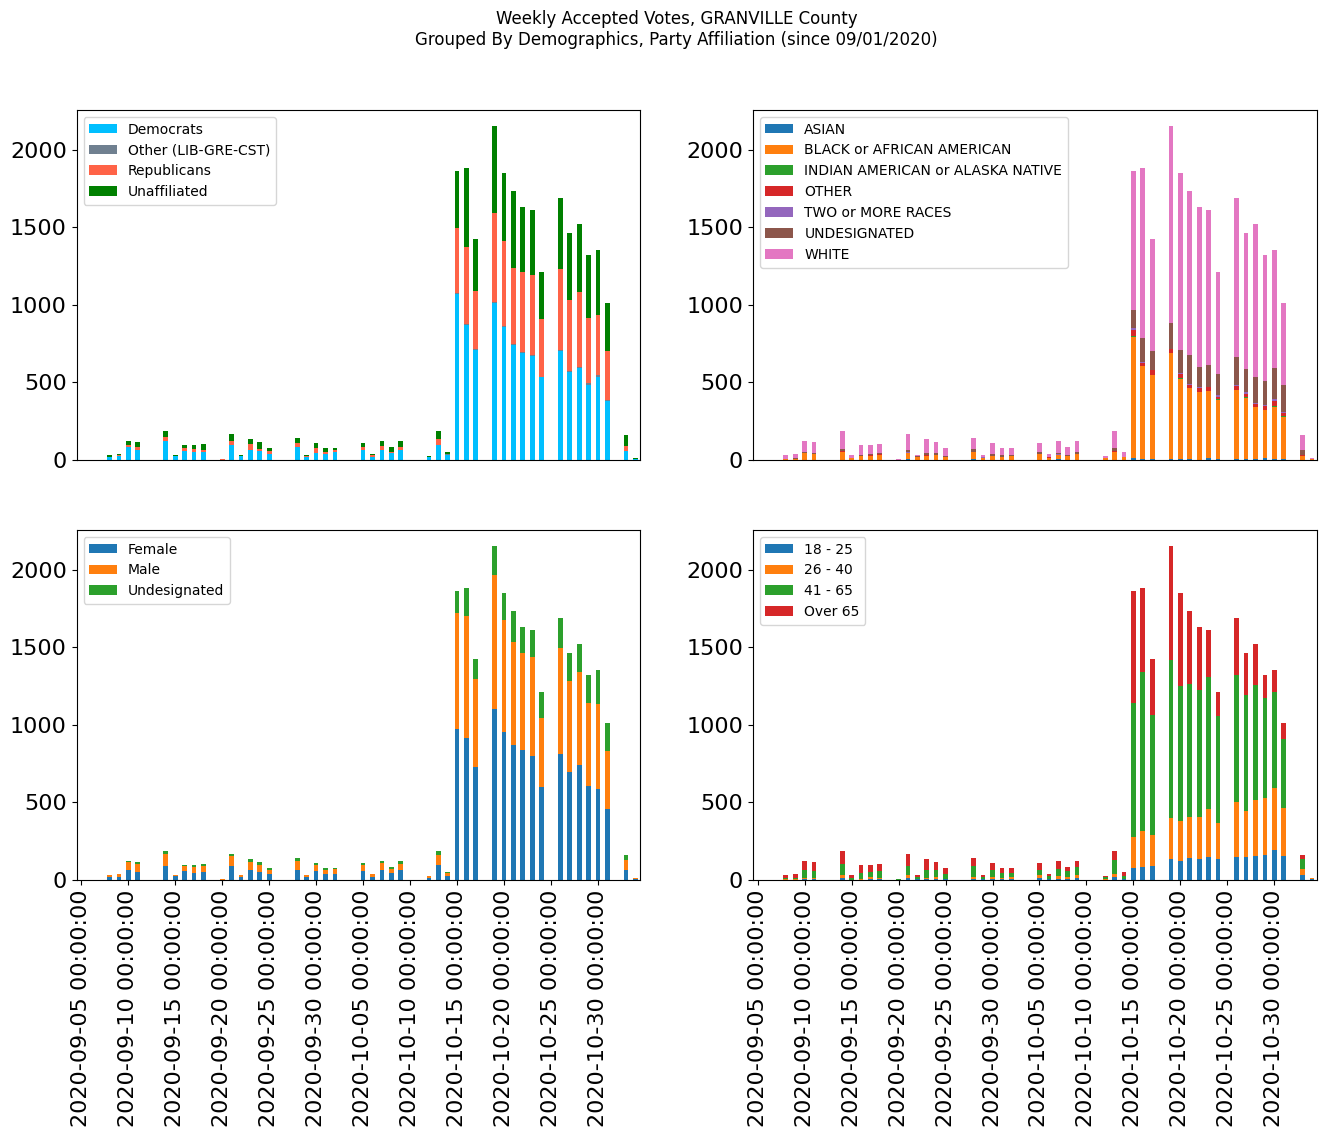 Weekly Accepted Votes, GRANVILLE County
Grouped By Demographics, Party Affiliation (since 09/01/2020)
Democrats
Other (LIB-GRE-CST)
Republicans
Unaffiliated
2000
1500
1000
500
0
ASIAN
BLACK or AFRICAN AMERICAN
INDIAN AMERICAN or ALASKA NATIVE
OTHER
TWO or MORE RACES
UNDESIGNATED
WHITE
2000
1500
1000
500
0
Female
Male
Undesignated
2000
1500
1000
500
0
2020-09-05 00:00:00
2020-09-10 00:00:00
2020-09-15 00:00:00
2020-09-20 00:00:00
2020-09-25 00:00:00
2020-09-30 00:00:00
2020-10-05 00:00:00
2020-10-10 00:00:00
2020-10-15 00:00:00
2020-10-20 00:00:00
2020-10-25 00:00:00
2020-10-30 00:00:00
18 - 25
26 - 40
41 - 65
Over 65
2000
1500
1000
500
0
2020-09-05 00:00:00
2020-09-10 00:00:00
2020-09-15 00:00:00
2020-09-20 00:00:00
2020-09-25 00:00:00
2020-09-30 00:00:00
2020-10-05 00:00:00
2020-10-10 00:00:00
2020-10-15 00:00:00
2020-10-20 00:00:00
2020-10-25 00:00:00
2020-10-30 00:00:00